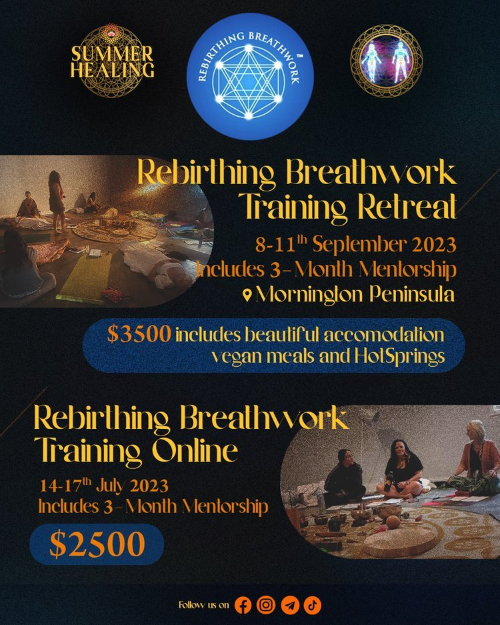 SUMMER
HEALING
REBIRTHING BREATHWORK
Rebirthing Breathwork
Training Retreat
8-11th September 2023
Includes 3-Month Mentorship
Mornington Peninsula
$3500 includes beautiful accomodation
vegan meals and HotSprings
Rebirthing Breathwork
Training Online
14-17th July 2023
Includes 3-Month Mentorship
$2500
Follow us on